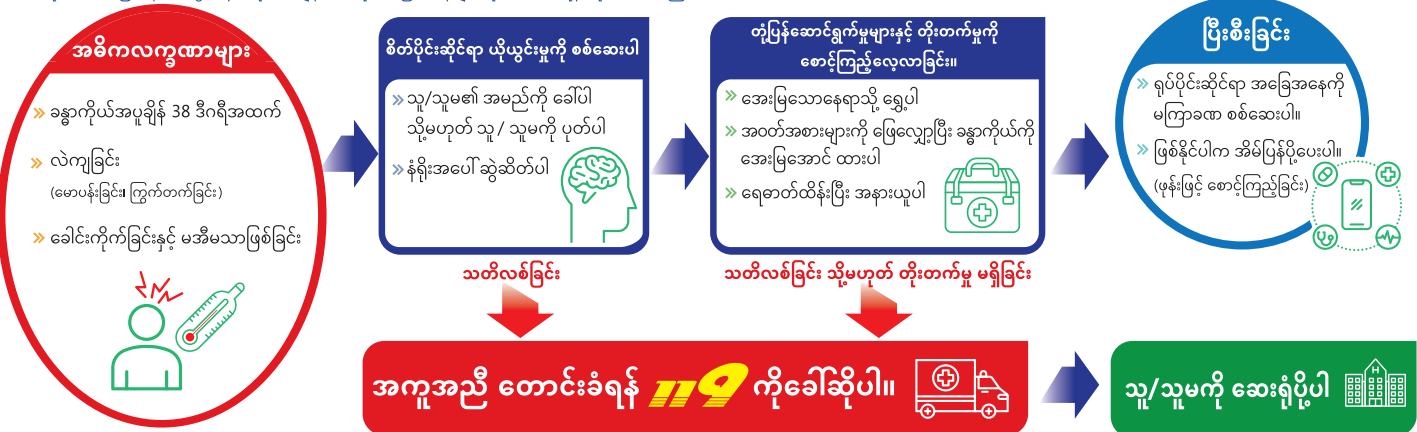 အဓိကလက္ခဏာများ
ခန္ဓာကိုယ်အပူချိန် 38 ဒီဂရီအထက်
လဲကျခြင်း
(မောပန်းခြင်း၊ ကြွက်တက်ခြင်း)
ခေါင်းကိုက်ခြင်းနှင့် မအီမသာဖြစ်ခြင်း
စိတ်ပိုင်းဆိုင်ရာ ယိုယွင်းမှုကို စစ်ဆေးပါ
သူ/သူမ၏ အမည်ကို ခေါ်ပါ
သို့မဟုတ် သူ / သူမကို ပုတ်ပါ
နံရိုးအပေါ် ဆွဲဆိတ်ပါ
သတိလစ်ခြင်း
တုံ့ပြန်ဆောင်ရွက်မှုများနှင့် တိုးတက်မှုကို
စောင့်ကြည့်လေ့လာခြင်း။
အေးမြသောနေရာသို့ ရွှေ့ပါ
အဝတ်အစားများကို ဖြေလျှော့ပြီး ခန္ဓာကိုယ်ကို
အေးမြအောင် ထားပါ
ရေဓာတ်ထိန်းပြီး အနားယူပါ
သတိလစ်ခြင်း သို့မဟုတ် တိုးတက်မှု မရှိခြင်း
ပြီးစီးခြင်း
ရုပ်ပိုင်းဆိုင်ရာ အခြေအနေကို
မကြာခဏ စစ်ဆေးပါ။
ဖြစ်နိုင်ပါက အိမ်ပြန်ပို့ပေးပါ။
(ဖုန်းဖြင့် စောင့်ကြည့်ခြင်း)
အကူအညီ တောင်းခံရန် 119 ကိုခေါ်ဆိုပါ။
သူ/သူမကို ဆေးရုံပို့ပါ
H